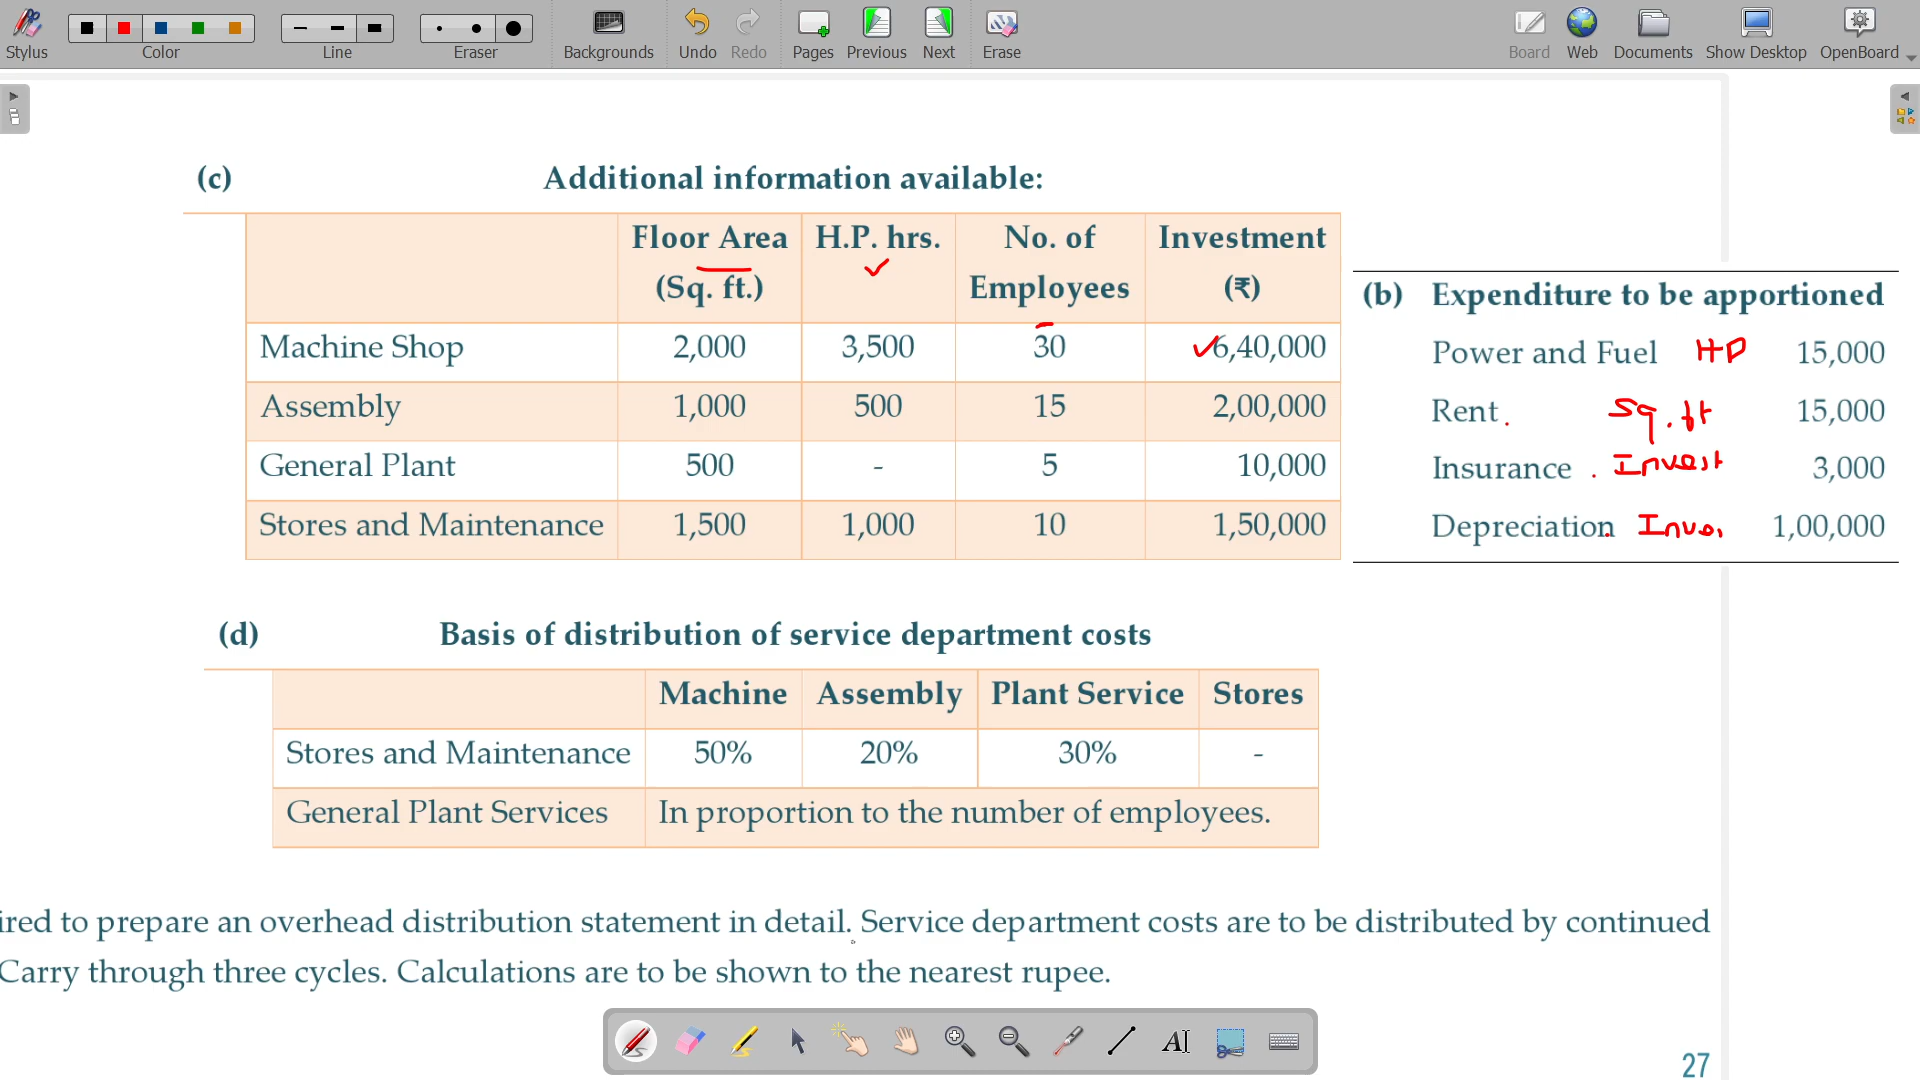 Stylus Color Line Eraser Backgrounds Undo Redo Pages Previous Next Erase Board Web Documents Show Desktop OpenBoard
(c) Additional information available:
Floor Area (Sq. ft.) H.P. hrs. No. of Employees Investment (₹)
Machine Shop 2,000 3,500 30 6,40,000
Assembly 1,000 500 15 2,00,000
General Plant 500 - 5 10,000
Stores and Maintenance 1,500 1,000 10 1,50,000
(b) Expenditure to be apportioned
Power and Fuel HP 15,000
Rent Sq.ft 15,000
Insurance Invest 3,000
Depreciation Inve. 1,00,000
(d) Basis of distribution of service department costs
Machine Assembly Plant Service Stores
Stores and Maintenance 50% 20% 30% -
General Plant Services In proportion to the number of employees.
ired to prepare an overhead distribution statement in detail. Service department costs are to be distributed by continued
Carry through three cycles. Calculations are to be shown to the nearest rupee.
27